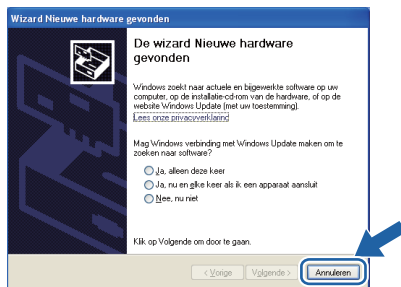 Wizard Nieuwe hardware gevonden
De wizard Nieuwe hardware
gevonden
Windows zoekt naar actuele en bijgewerkte software op uw
computer, op de installatie-cd-rom van de hardware, of op de
website Windows Update (met uw toestemming).
Lees onze privacyverklaring
Mag Windows verbinding met Windows Update maken om te
zoeken naar software?
Ja, alleen deze keer
Ja, nu en elke keer als ik een apparaat aansluit
Nee, nu niet
Klik op Volgende om door te gaan.
< Vorige Volgende > Annuleren